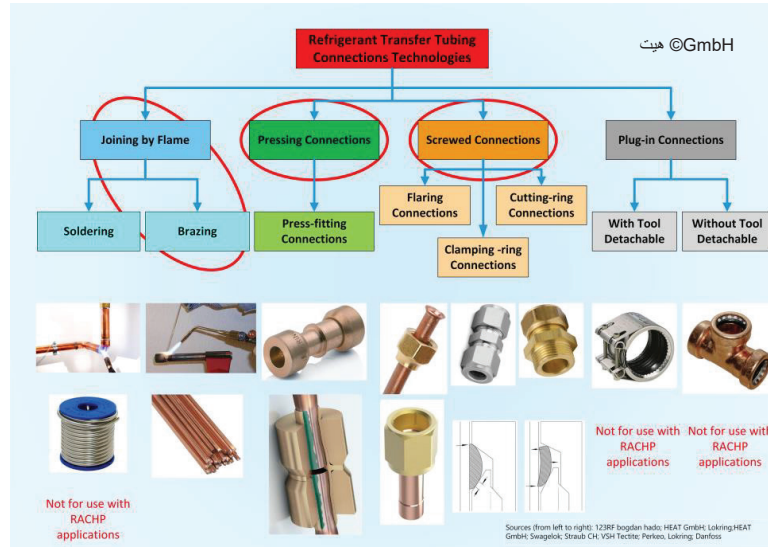 Refrigerant Transfer Tubing
Connections Technologies
هيت ©GmbH
Joining by Flame
Pressing Connections
Screwed Connections
Plug-in Connections
Soldering
Brazing
Press-fitting
Connections
Flaring
Connections
Cutting-ring
Connections
Clamping -ring
Connections
With Tool
Detachable
Without Tool
Detachable
Not for use with
RACHP
applications
Not for use with
RACHP
applications
Not for use with
RACHP
applications
Sources (from left to right): 123RF bogdan hado; HEAT GmbH; Lokring;HEAT
GmbH; Swagelok; Straub CH; VSH Tectite; Perkeo, Lokring; Danfoss